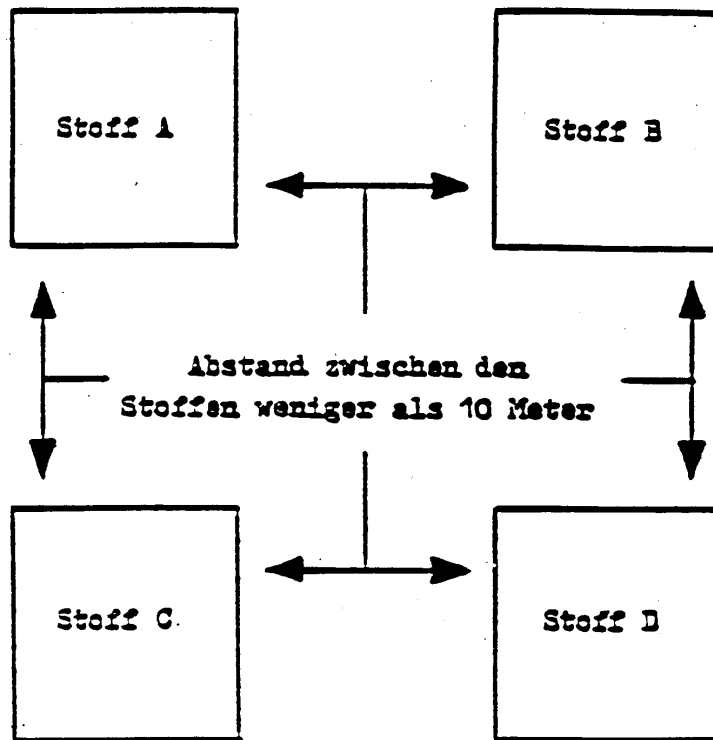 Stoff A
Stoff B
Abstand zwischen den
Stoffen weniger als 10 Meter
Stoff C
Stoff D